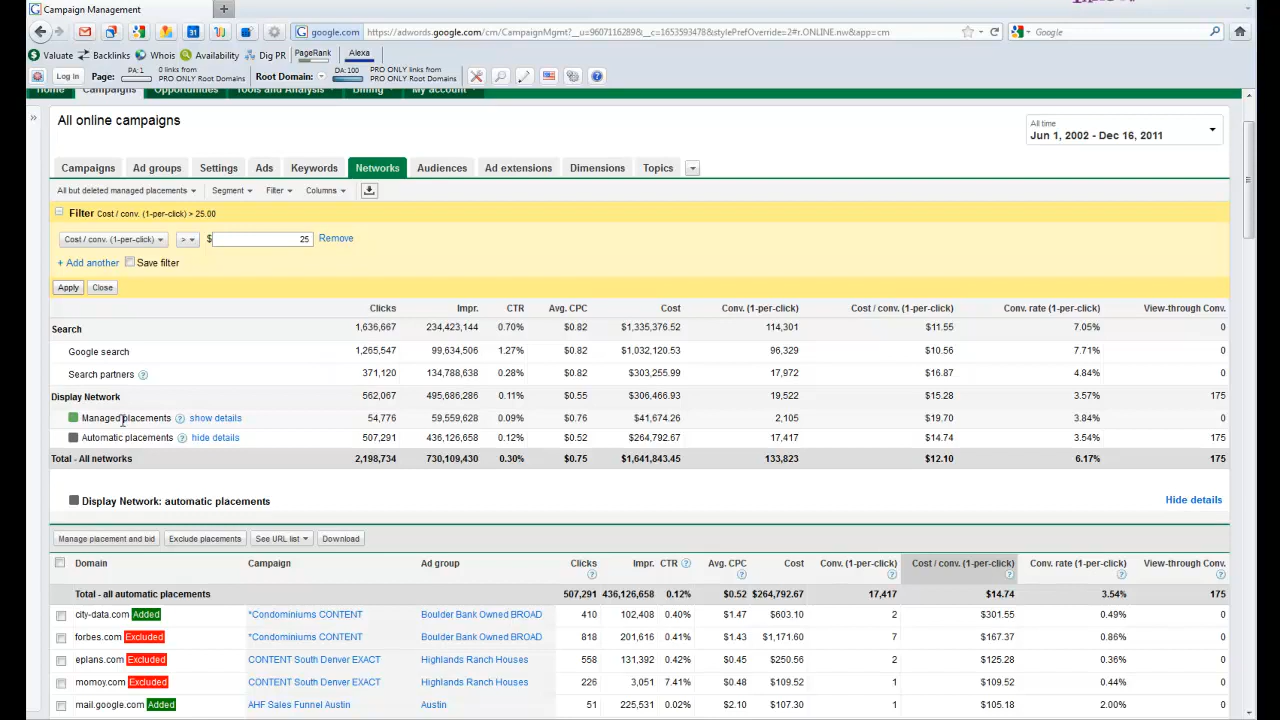 Campaign Management
google.com https://adwords.google.com/cm/CampaignMgmt?__u=9607116289&__c=1653593478&stylePrefOverride=2#r.ONLINE.nw&app=cm Google
Valuate Backlinks Whois Availability Dig PR PageRank Alexa
Log In Page: PA: 1 0 links from PRO ONLY Root Domains Root Domain: DA: 100 PRO ONLY links from PRO ONLY Root Domains
Home Campaigns Opportunities Tools and Analysis Billing My account
All online campaigns
All time
Jun 1, 2002 - Dec 16, 2011
Campaigns Ad groups Settings Ads Keywords Networks Audiences Ad extensions Dimensions Topics
All but deleted managed placements Segment Filter Columns
Filter Cost / conv. (1-per-click) > 25.00
Cost / conv. (1-per-click) > $ 25 Remove
+ Add another Save filter
Apply Close
Clicks Impr. CTR Avg. CPC Cost Conv. (1-per-click) Cost / conv. (1-per-click) Conv. rate (1-per-click) View-through Conv.
Search 1,636,667 234,423,144 0.70% $0.82 $1,335,376.52 114,301 $11.55 7.05% 0
Google search 1,265,547 99,634,506 1.27% $0.82 $1,032,120.53 96,329 $10.56 7.71% 0
Search partners 371,120 134,788,638 0.28% $0.82 $303,255.99 17,972 $16.87 4.84% 0
Display Network 562,067 495,686,286 0.11% $0.55 $306,466.93 19,522 $15.28 3.57% 175
Managed placements show details 54,776 59,559,628 0.09% $0.76 $41,674.26 2,105 $19.70 3.84% 0
Automatic placements hide details 507,291 436,126,658 0.12% $0.52 $264,792.67 17,417 $14.74 3.54% 175
Total - All networks 2,198,734 730,109,430 0.30% $0.75 $1,641,843.45 133,823 $12.10 6.17% 175
Display Network: automatic placements Hide details
Manage placement and bid Exclude placements See URL list Download
Domain Campaign Ad group Clicks Impr. CTR Avg. CPC Cost Conv. (1-per-click) Cost / conv. (1-per-click) Conv. rate (1-per-click) View-through Conv.
Total - all automatic placements 507,291 436,126,658 0.12% $0.52 $264,792.67 17,417 $14.74 3.54% 175
city-data.com Added *Condominiums CONTENT Boulder Bank Owned BROAD 410 102,408 0.40% $1.47 $603.10 2 $301.55 0.49% 0
forbes.com Excluded *Condominiums CONTENT Boulder Bank Owned BROAD 818 201,616 0.41% $1.43 $1,171.60 7 $167.37 0.86% 0
eplans.com Excluded CONTENT South Denver EXACT Highlands Ranch Houses 558 131,392 0.42% $0.45 $250.56 2 $125.28 0.36% 0
momoy.com Excluded CONTENT South Denver EXACT Highlands Ranch Houses 226 3,051 7.41% $0.48 $109.52 1 $109.52 0.44% 0
mail.google.com Added AHF Sales Funnel Austin Austin 51 225,531 0.02% $2.10 $107.30 1 $105.18 2.00% 0